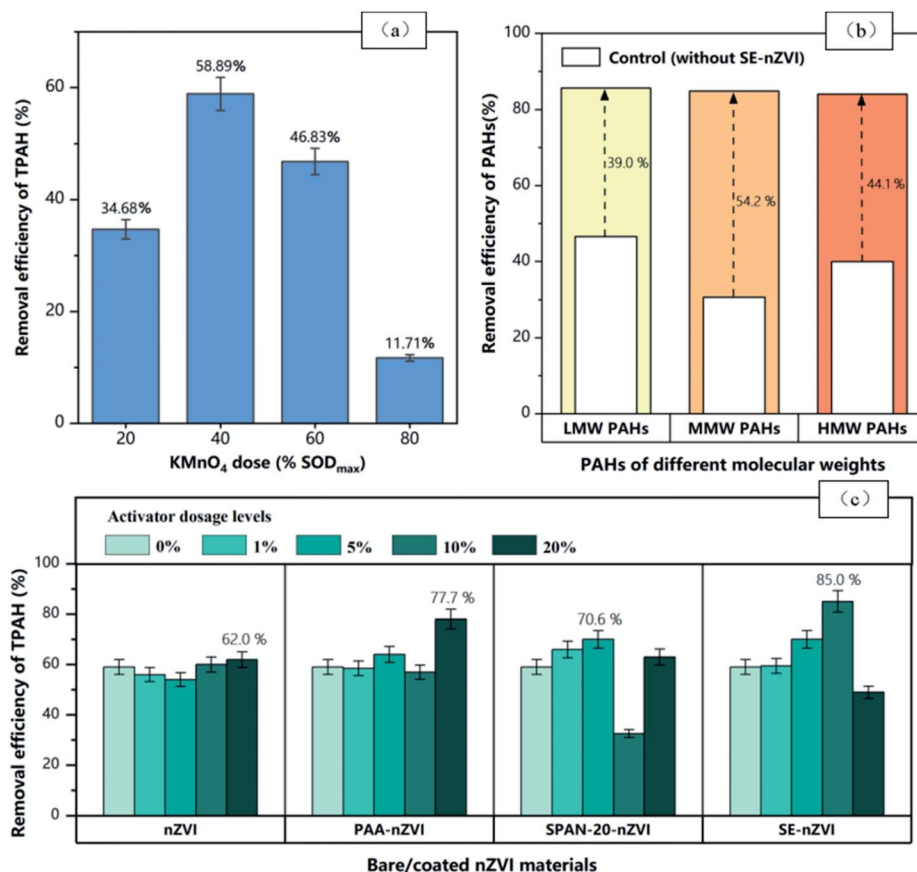 (a)
Removal efficiency of TPAH (%)
60
40
20
0
34.68%
58.89%
46.83%
11.71%
20 40 60 80
KMnO4 dose (% SODmax)
(b)
Control (without SE-nZVI)
Removal efficiency of PAHs(%)
100
80
60
40
20
0
39.0 %
54.2 %
44.1 %
LMW PAHs MMW PAHs HMW PAHs
PAHs of different molecular weights
(c)
Activator dosage levels
0% 1% 5% 10% 20%
Removal efficiency of TPAH (%)
100
80
60
40
20
0
62.0 %
77.7 %
70.6 %
85.0 %
nZVI PAA-nZVI SPAN-20-nZVI SE-nZVI
Bare/coated nZVI materials